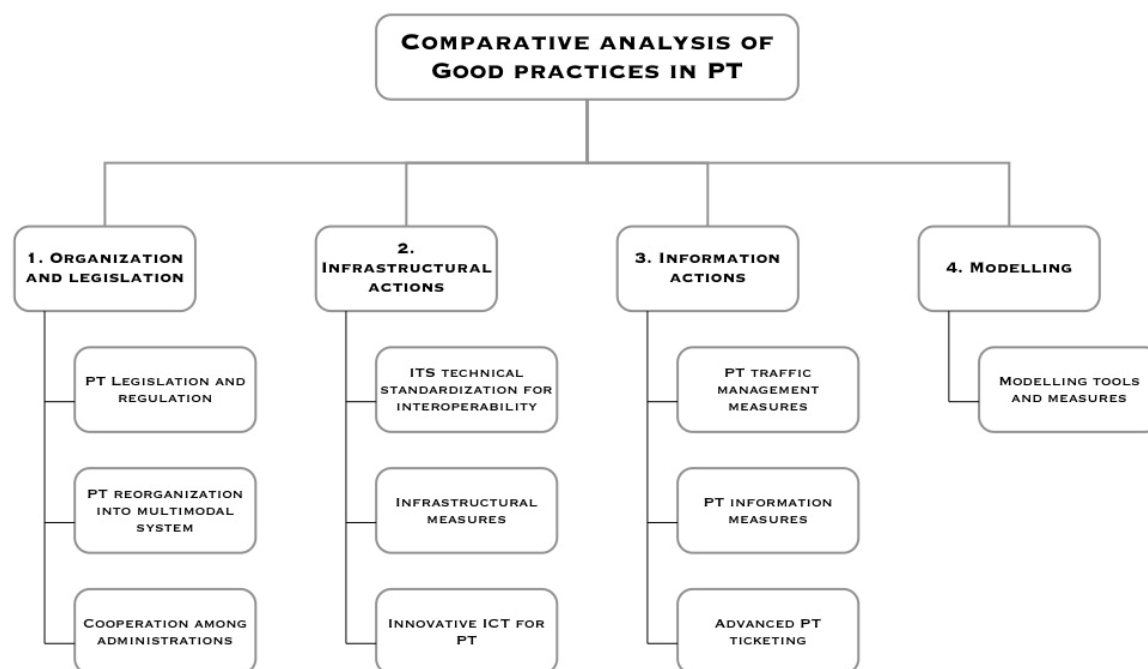 Comparative analysis of
Good practices in PT
1. Organization
and legislation
2.
Infrastructural
actions
3. Information
actions
4. Modelling
PT Legislation and
regulation
PT reorganization
into multimodal
system
Cooperation among
administrations
ITS technical
standardization for
interoperability
Infrastructural
measures
Innovative ICT for
PT
PT traffic
management
measures
PT information
measures
Advanced PT
ticketing
Modelling tools
and measures